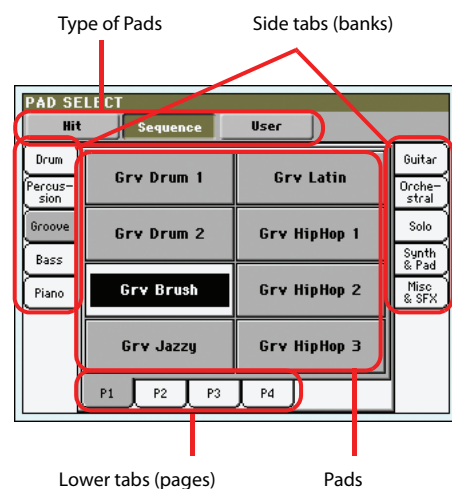 Type of Pads
Side tabs (banks)
PAD SELECT
Hit
Sequence
User
Drum
Percus-
sion
Groove
Bass
Piano
Grv Drum 1
Grv Latin
Grv Drum 2
Grv HipHop 1
Grv Brush
Grv HipHop 2
Grv Jazzy
Grv HipHop 3
Guitar
Orche-
stral
Solo
Synth
& Pad
Misc
& SFX
P1
P2
P3
P4
Lower tabs (pages)
Pads